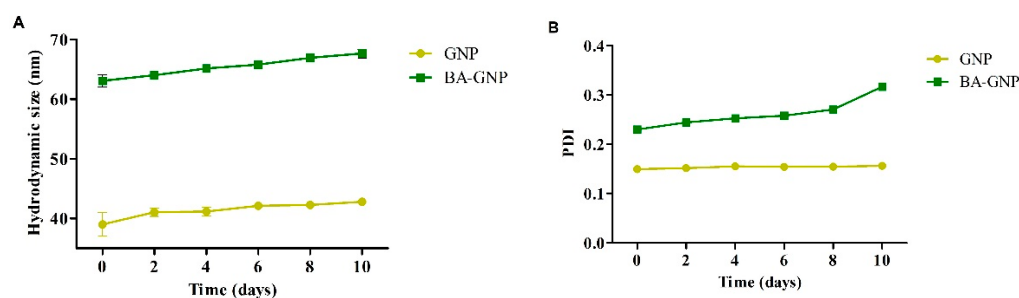 A
Hydrodynamic size (nm)
70
60
50
40
0 2 4 6 8 10
Time (days)
GNP
BA-GNP
B
PDI
0.4
0.3
0.2
0.1
0.0
0 2 4 6 8 10
Time (days)
GNP
BA-GNP